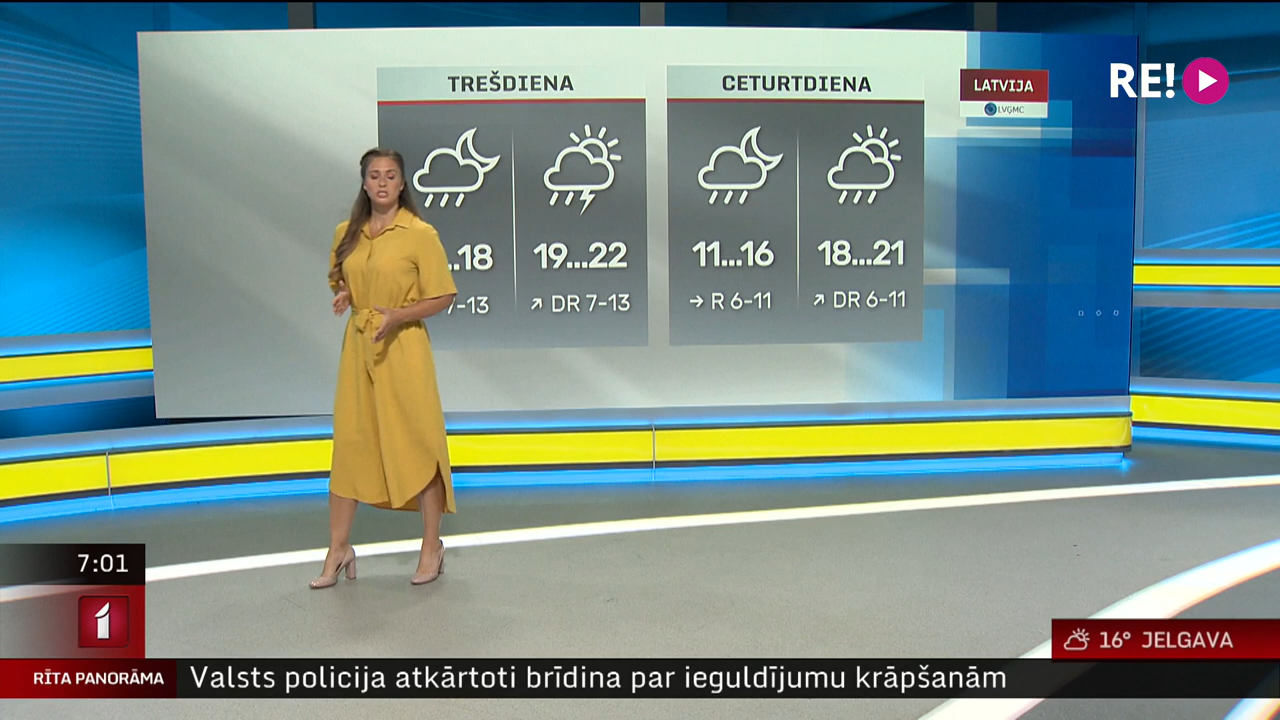 TREŠDIENA
CETURTDIENA
LATVIJA
LVĢMC
RE!
...18
19...22
11...16
18...21
7-13
DR 7-13
R 6-11
DR 6-11
7:01
1
16° JELGAVA
RĪTA PANORĀMA
Valsts policija atkārtoti brīdina par ieguldījumu krāpšanām